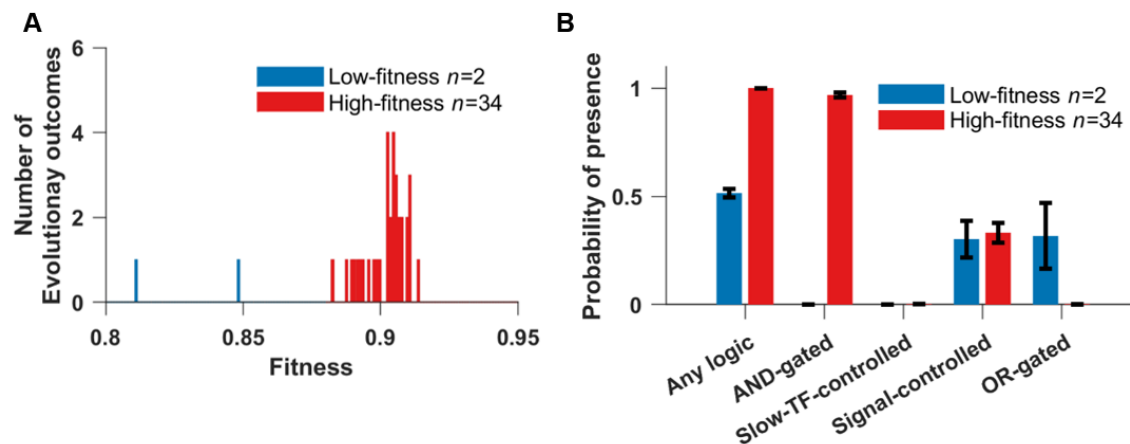 A
Number of
Evolutionay outcomes
6
4
2
0
Low-fitness n=2
High-fitness n=34
0.8
0.85
0.9
0.95
Fitness
B
Probability of presence
1
0.5
0
Low-fitness n=2
High-fitness n=34
Any logic
AND-gated
Slow-TF-controlled
Signal-controlled
OR-gated